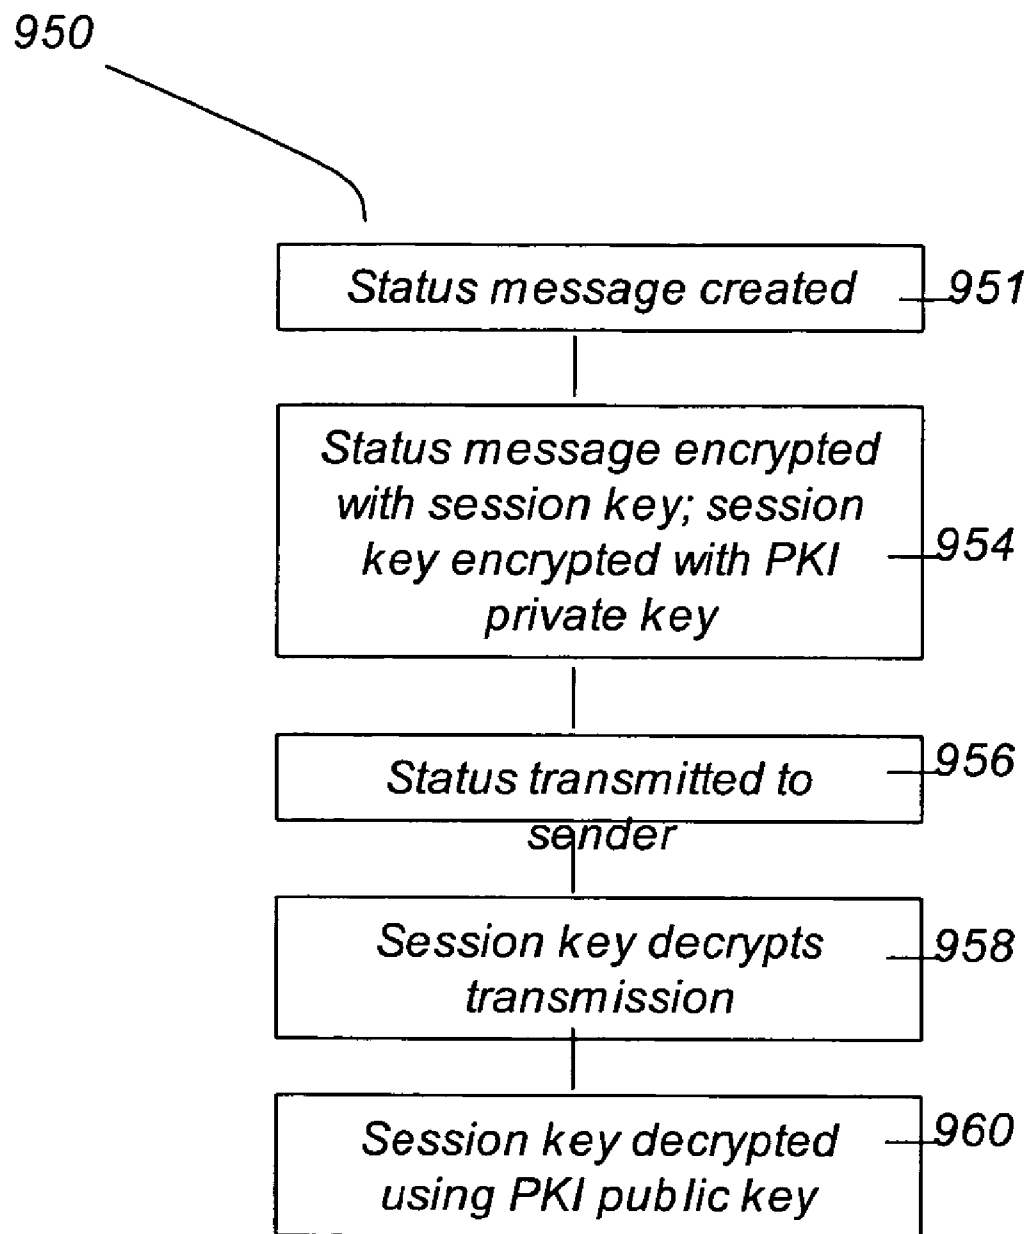 950
Status message created
951
Status message encrypted
with session key; session
key encrypted with PKI
private key
954
Status transmitted to
sender
956
Session key decrypts
transmission
958
Session key decrypted
using PKI public key
960